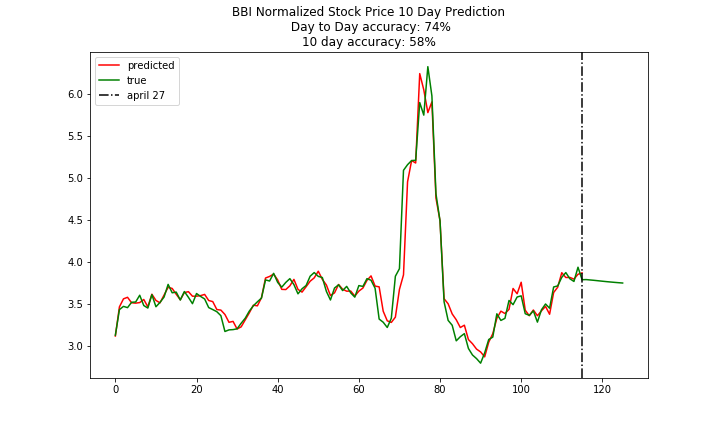 BBI Normalized Stock Price 10 Day Prediction
Day to Day accuracy: 74%
10 day accuracy: 58%
predicted
true
april 27
6.0
5.5
5.0
4.5
4.0
3.5
3.0
0 20 40 60 80 100 120